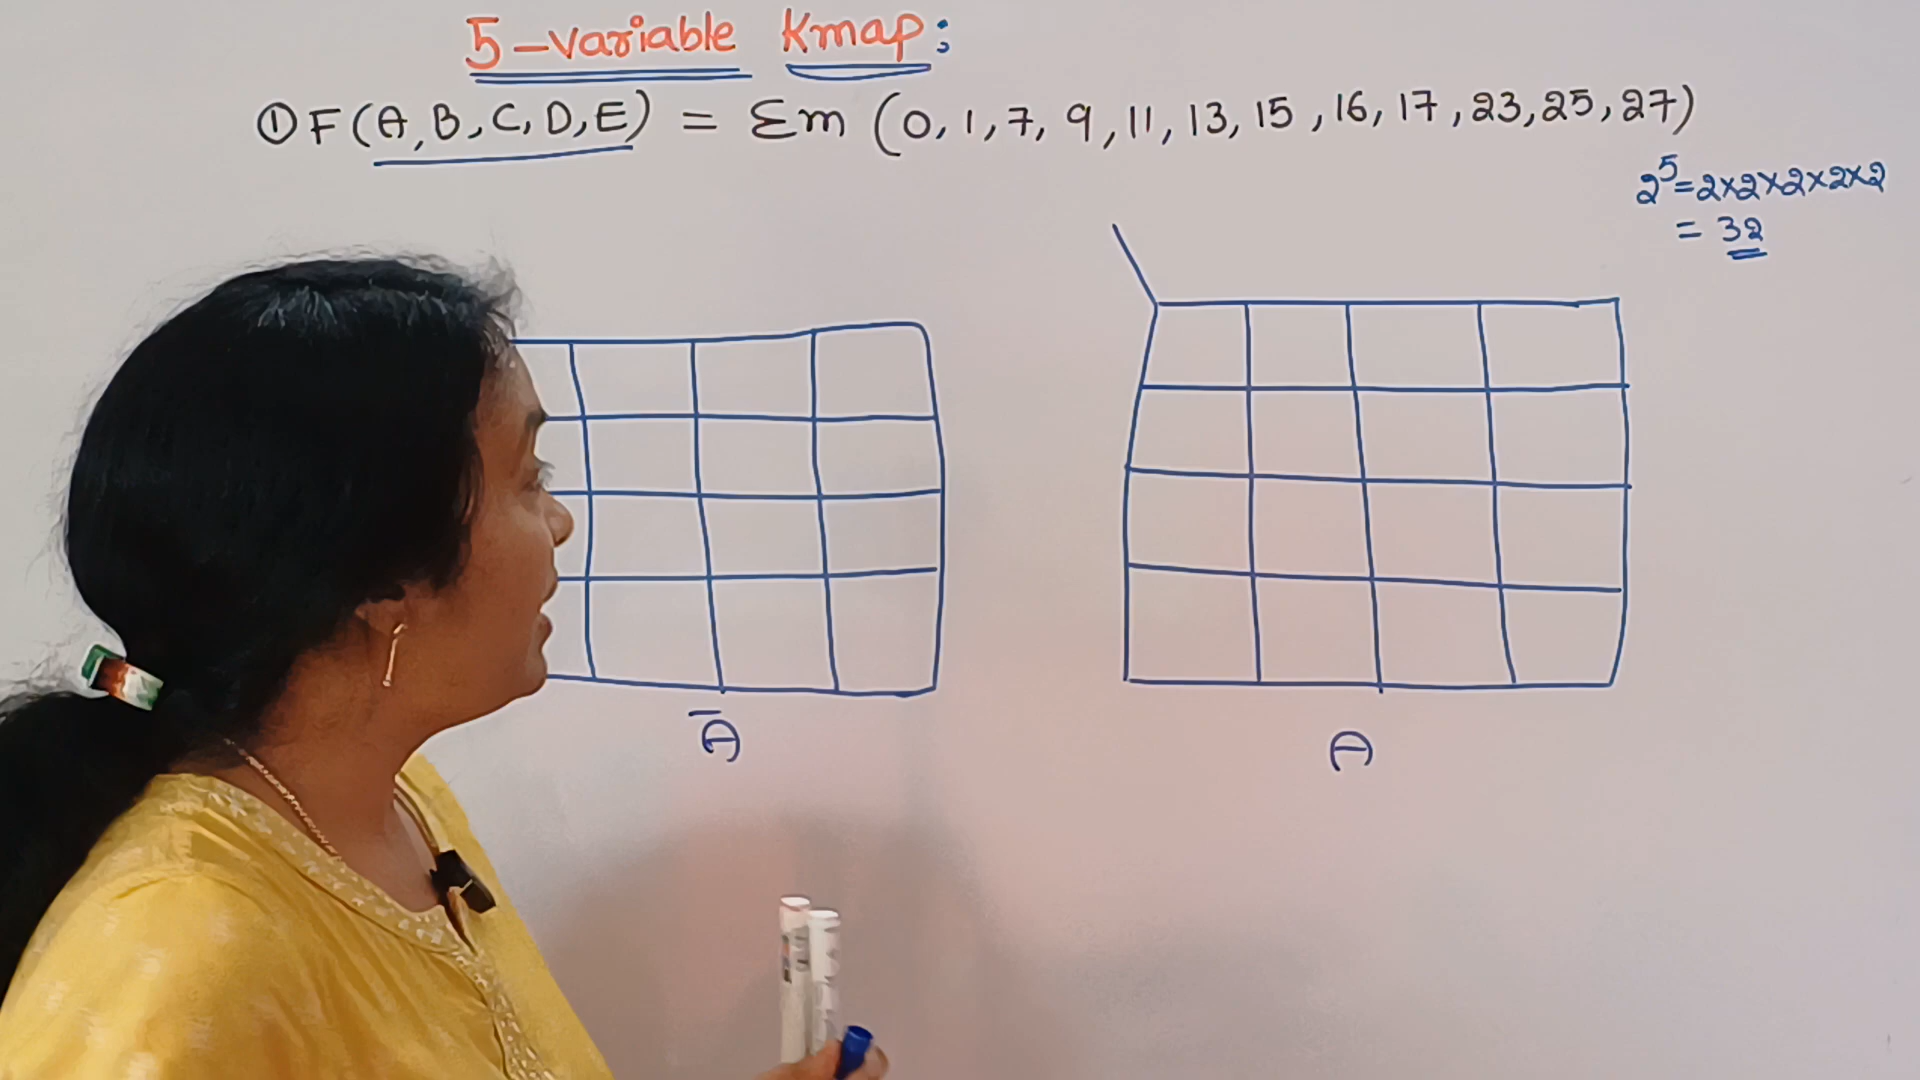 5-variable Kmap:
① F(A,B,C,D,E) = Σm (0,1,7,9,11,13,15,16,17,23,25,27)
2⁵=2×2×2×2×2
= 32
A̅
A